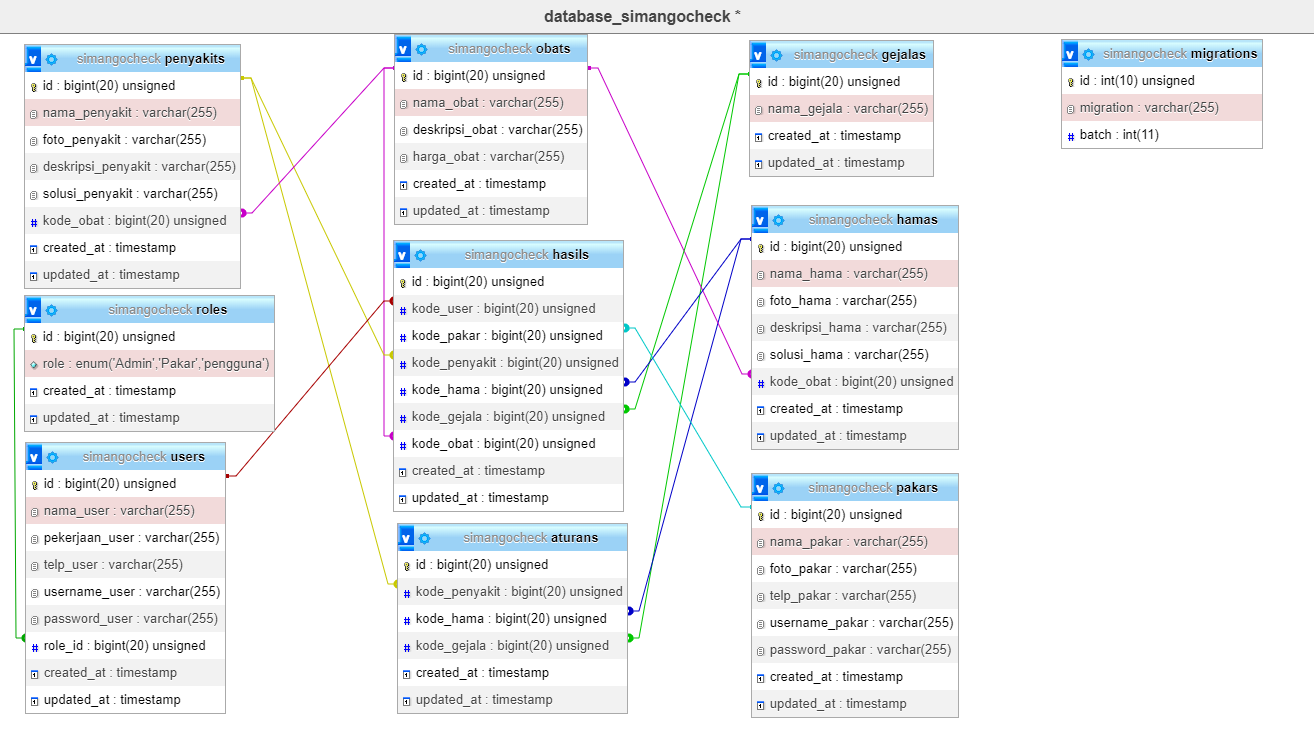 database_simangocheck *
v simangocheck penyakits
id : bigint(20) unsigned
nama_penyakit : varchar(255)
foto_penyakit : varchar(255)
deskripsi_penyakit : varchar(255)
solusi_penyakit : varchar(255)
# kode_obat : bigint(20) unsigned
created_at : timestamp
updated_at : timestamp
v simangocheck roles
id : bigint(20) unsigned
role : enum('Admin','Pakar','pengguna')
created_at : timestamp
updated_at : timestamp
v simangocheck users
id : bigint(20) unsigned
nama_user : varchar(255)
pekerjaan_user : varchar(255)
telp_user : varchar(255)
username_user : varchar(255)
password_user : varchar(255)
# role_id : bigint(20) unsigned
created_at : timestamp
updated_at : timestamp
v simangocheck obats
id : bigint(20) unsigned
nama_obat : varchar(255)
deskripsi_obat : varchar(255)
harga_obat : varchar(255)
created_at : timestamp
updated_at : timestamp
v simangocheck hasils
id : bigint(20) unsigned
# kode_user : bigint(20) unsigned
# kode_pakar : bigint(20) unsigned
# kode_penyakit : bigint(20) unsigned
# kode_hama : bigint(20) unsigned
# kode_gejala : bigint(20) unsigned
# kode_obat : bigint(20) unsigned
created_at : timestamp
updated_at : timestamp
v simangocheck aturans
id : bigint(20) unsigned
# kode_penyakit : bigint(20) unsigned
# kode_hama : bigint(20) unsigned
# kode_gejala : bigint(20) unsigned
created_at : timestamp
updated_at : timestamp
v simangocheck gejalas
id : bigint(20) unsigned
nama_gejala : varchar(255)
created_at : timestamp
updated_at : timestamp
v simangocheck hamas
id : bigint(20) unsigned
nama_hama : varchar(255)
foto_hama : varchar(255)
deskripsi_hama : varchar(255)
solusi_hama : varchar(255)
# kode_obat : bigint(20) unsigned
created_at : timestamp
updated_at : timestamp
v simangocheck pakars
id : bigint(20) unsigned
nama_pakar : varchar(255)
foto_pakar : varchar(255)
telp_pakar : varchar(255)
username_pakar : varchar(255)
password_pakar : varchar(255)
created_at : timestamp
updated_at : timestamp
v simangocheck migrations
id : int(10) unsigned
migration : varchar(255)
# batch : int(11)